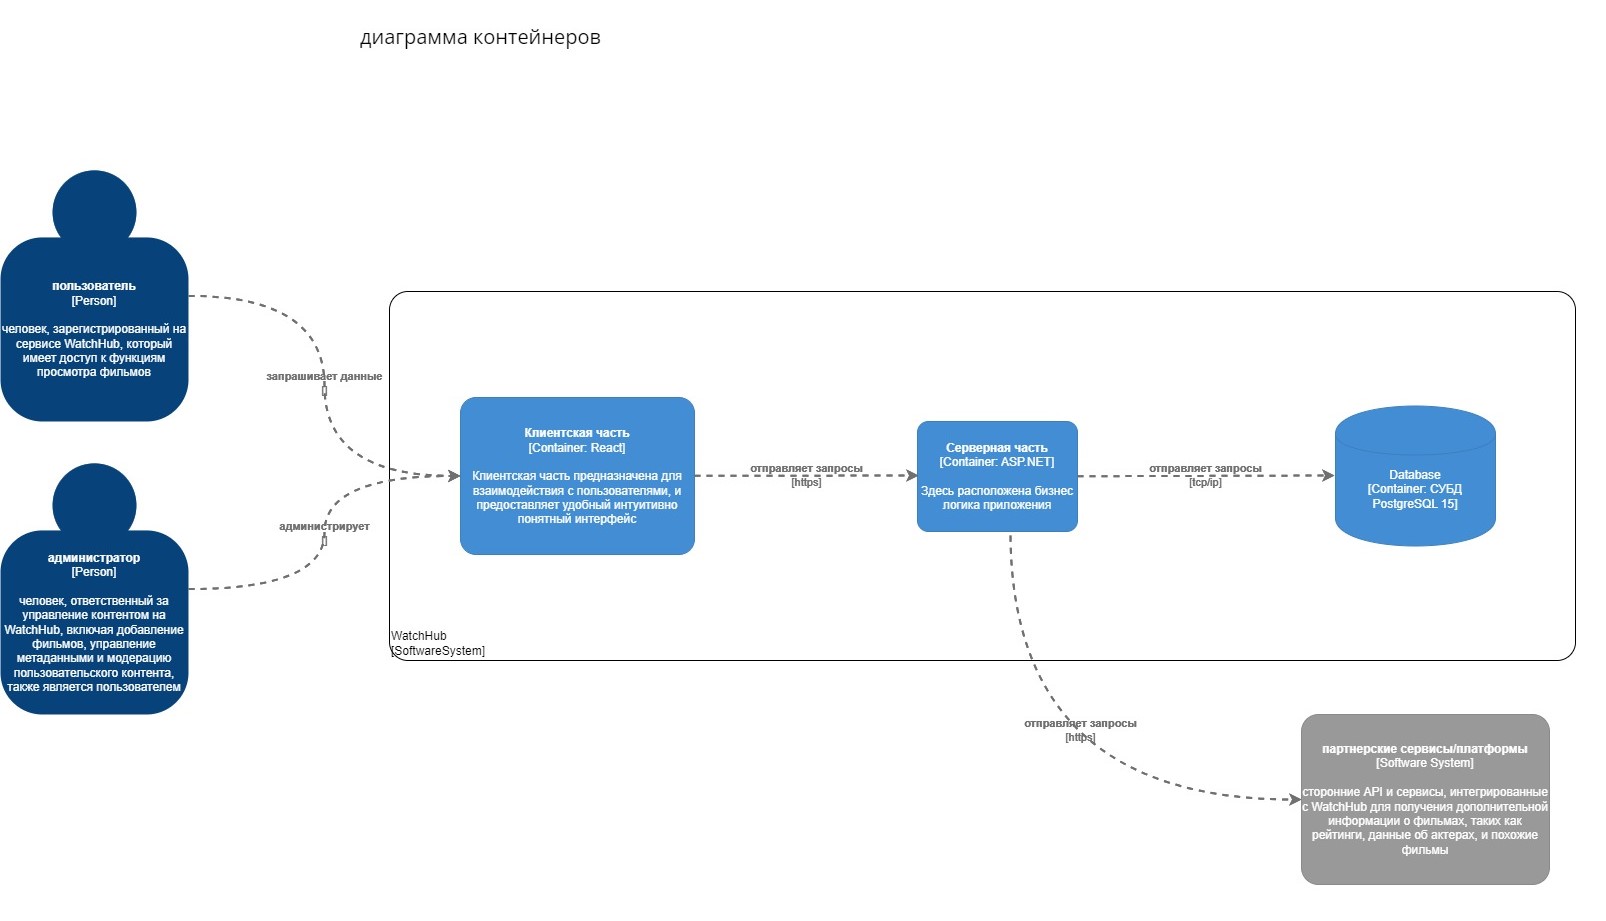 диаграмма контейнеров
пользователь
[Person]
человек, зарегистрированный на
сервисе WatchHub, который
имеет доступ к функциям
просмотра фильмов
запрашивает данные
[]
администрирует
[]
администратор
[Person]
человек, ответственный за
управление контентом на
WatchHub, включая добавление
фильмов, управление
метаданными и модерацию
пользовательского контента,
также является пользователем
Клиентская часть
[Container: React]
Клиентская часть предназначена для
взаимодействия с пользователями, и
предоставляет удобный интуитивно
понятный интерфейс
отправляет запросы
[https]
Серверная часть
[Container: ASP.NET]
Здесь расположена бизнес
логика приложения
отправляет запросы
[tcp/ip]
Database
[Container: СУБД
PostgreSQL 15]
WatchHub
[SoftwareSystem]
отправляет запросы
[https]
партнерские сервисы/платформы
[Software System]
сторонние API и сервисы, интегрированные
с WatchHub для получения дополнительной
информации о фильмах, таких как
рейтинги, данные об актерах, и похожие
фильмы